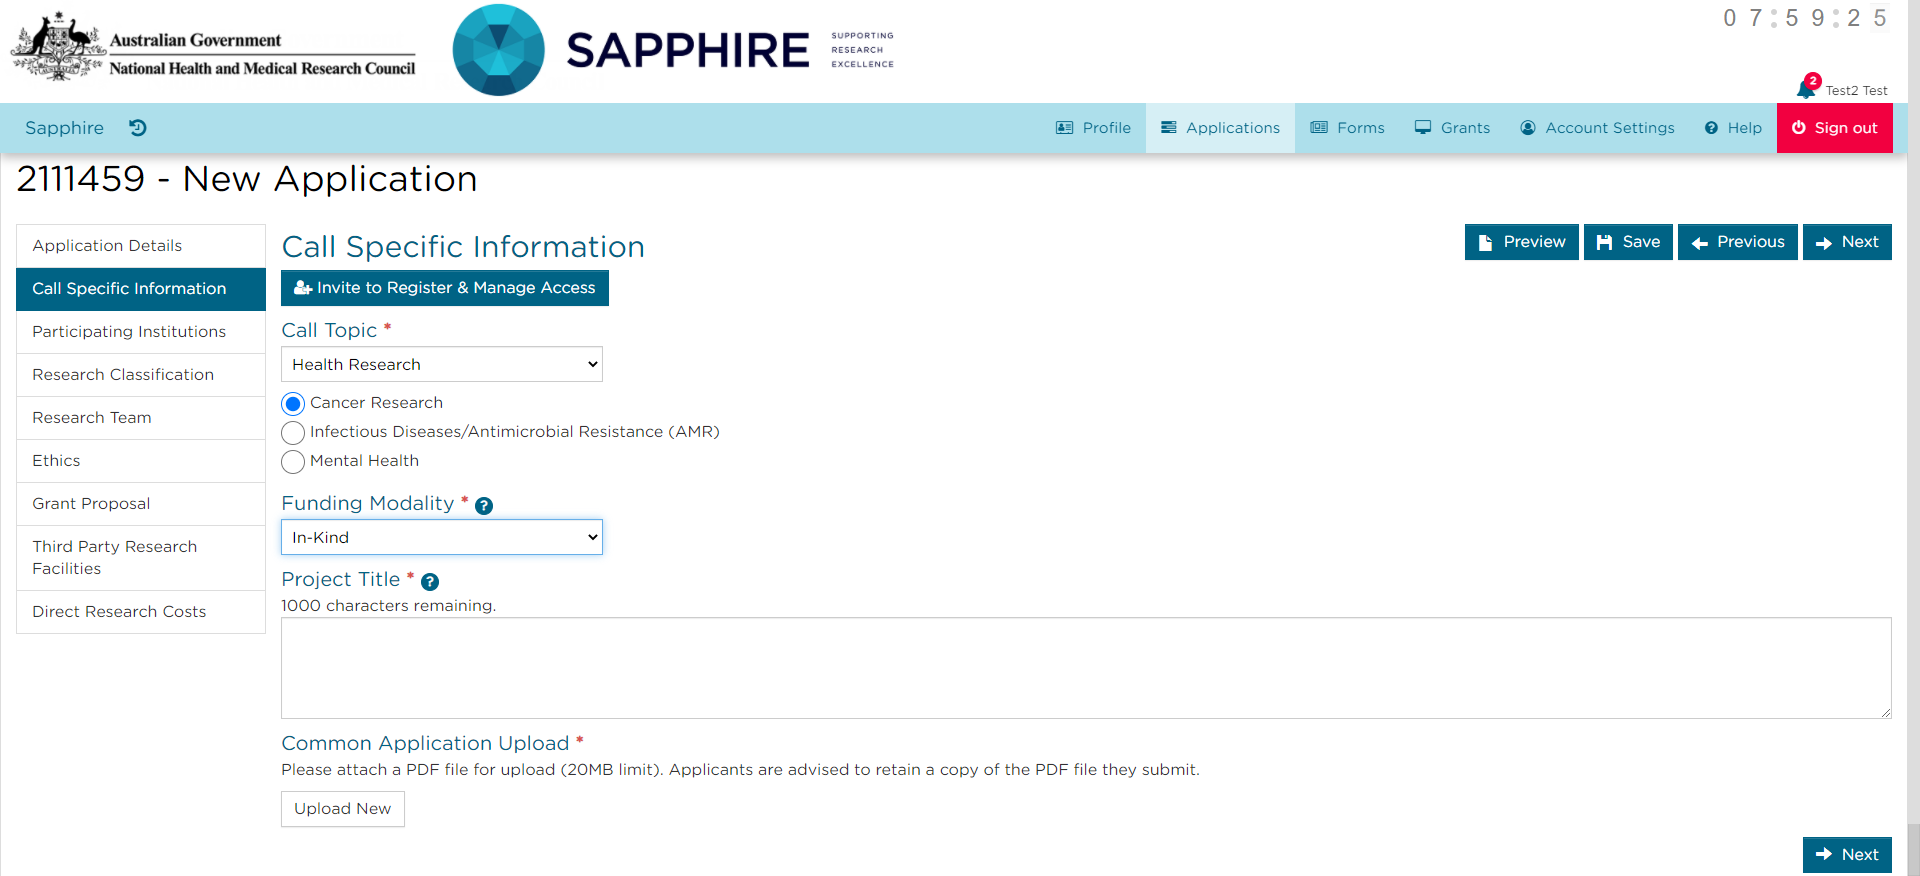 07:59:25
Australian Government
National Health and Medical Research Council
SAPPHIRE
SUPPORTING
RESEARCH
EXCELLENCE
2
Test2 Test
Sapphire
Profile
Applications
Forms
Grants
Account Settings
? Help
Sign out
2111459 - New Application
Application Details
Call Specific Information
Participating Institutions
Research Classification
Research Team
Ethics
Grant Proposal
Third Party Research
Facilities
Direct Research Costs
Call Specific Information
Preview
Save
Previous
Next
Invite to Register & Manage Access
Call Topic *
Health Research
Cancer Research
Infectious Diseases/Antimicrobial Resistance (AMR)
Mental Health
Funding Modality * ?
In-Kind
Project Title * ?
1000 characters remaining.
Common Application Upload *
Please attach a PDF file for upload (20MB limit). Applicants are advised to retain a copy of the PDF file they submit.
Upload New
Next